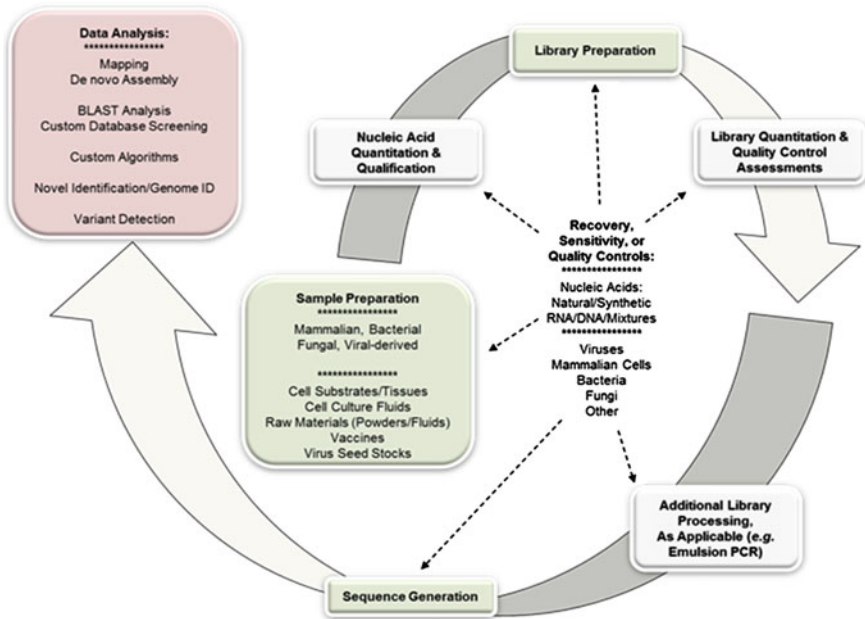 Data Analysis:
*****************
Mapping
De novo Assembly
BLAST Analysis
Custom Database Screening
Custom Algorithms
Novel Identification/Genome ID
Variant Detection
Library Preparation
Nucleic Acid
Quantitation &
Qualification
Library Quantitation &
Quality Control
Assessments
Recovery,
Sensitivity, or
Quality Controls:
*****************
Nucleic Acids:
Natural/Synthetic
RNA/DNA/Mixtures
*****************
Viruses
Mammalian Cells
Bacteria
Fungi
Other
Sample Preparation
*****************
Mammalian, Bacterial
Fungal, Viral-derived
*****************
Cell Substrates/Tissues
Cell Culture Fluids
Raw Materials (Powders/Fluids)
Vaccines
Virus Seed Stocks
Additional Library
Processing,
As Applicable (e.g.
Emulsion PCR)
Sequence Generation